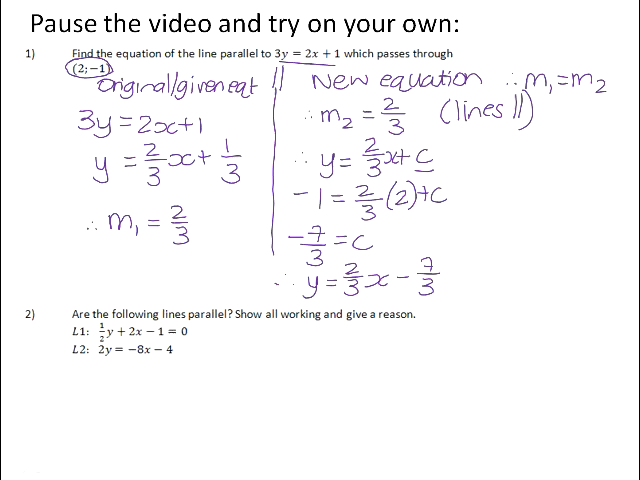 Pause the video and try on your own:
1) Find the equation of the line parallel to 3y = 2x + 1 which passes through
(2; −1)
original/given eqt // New equation ∴ m₁ = m₂
3y = 2x + 1
∴ m₂ = 2/3 (lines //)
y = 2/3 x + 1/3
∴ y = 2/3 x + c
−1 = 2/3 (2) + c
∴ m₁ = 2/3
−7/3 = c
∴ y = 2/3 x − 7/3
2) Are the following lines parallel? Show all working and give a reason.
L1: 1/2 y + 2x − 1 = 0
L2: 2y = −8x − 4